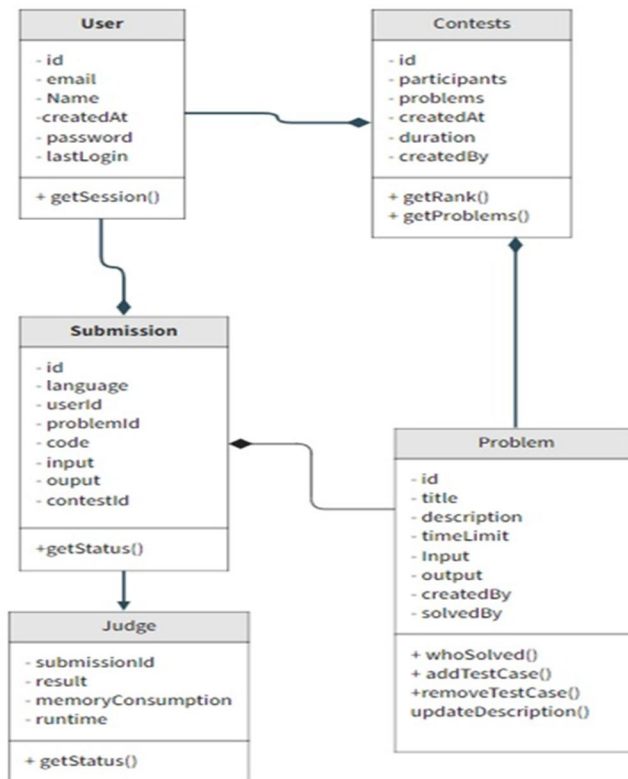 User
- id
- email
- Name
-createdAt
- password
- lastLogin
+ getSession()
Contests
- id
- participants
- problems
- createdAt
- duration
- createdBy
+ getRank()
+ getProblems()
Submission
- id
- language
- userId
- problemId
- code
- input
- ouput
- contestId
+getStatus()
Problem
- id
- title
- description
- timeLimit
- Input
- output
- createdBy
- solvedBy
+ whoSolved()
+ addTestCase()
+removeTestCase()
updateDescription()
Judge
- submissionId
- result
- memoryConsumption
- runtime
+ getStatus()